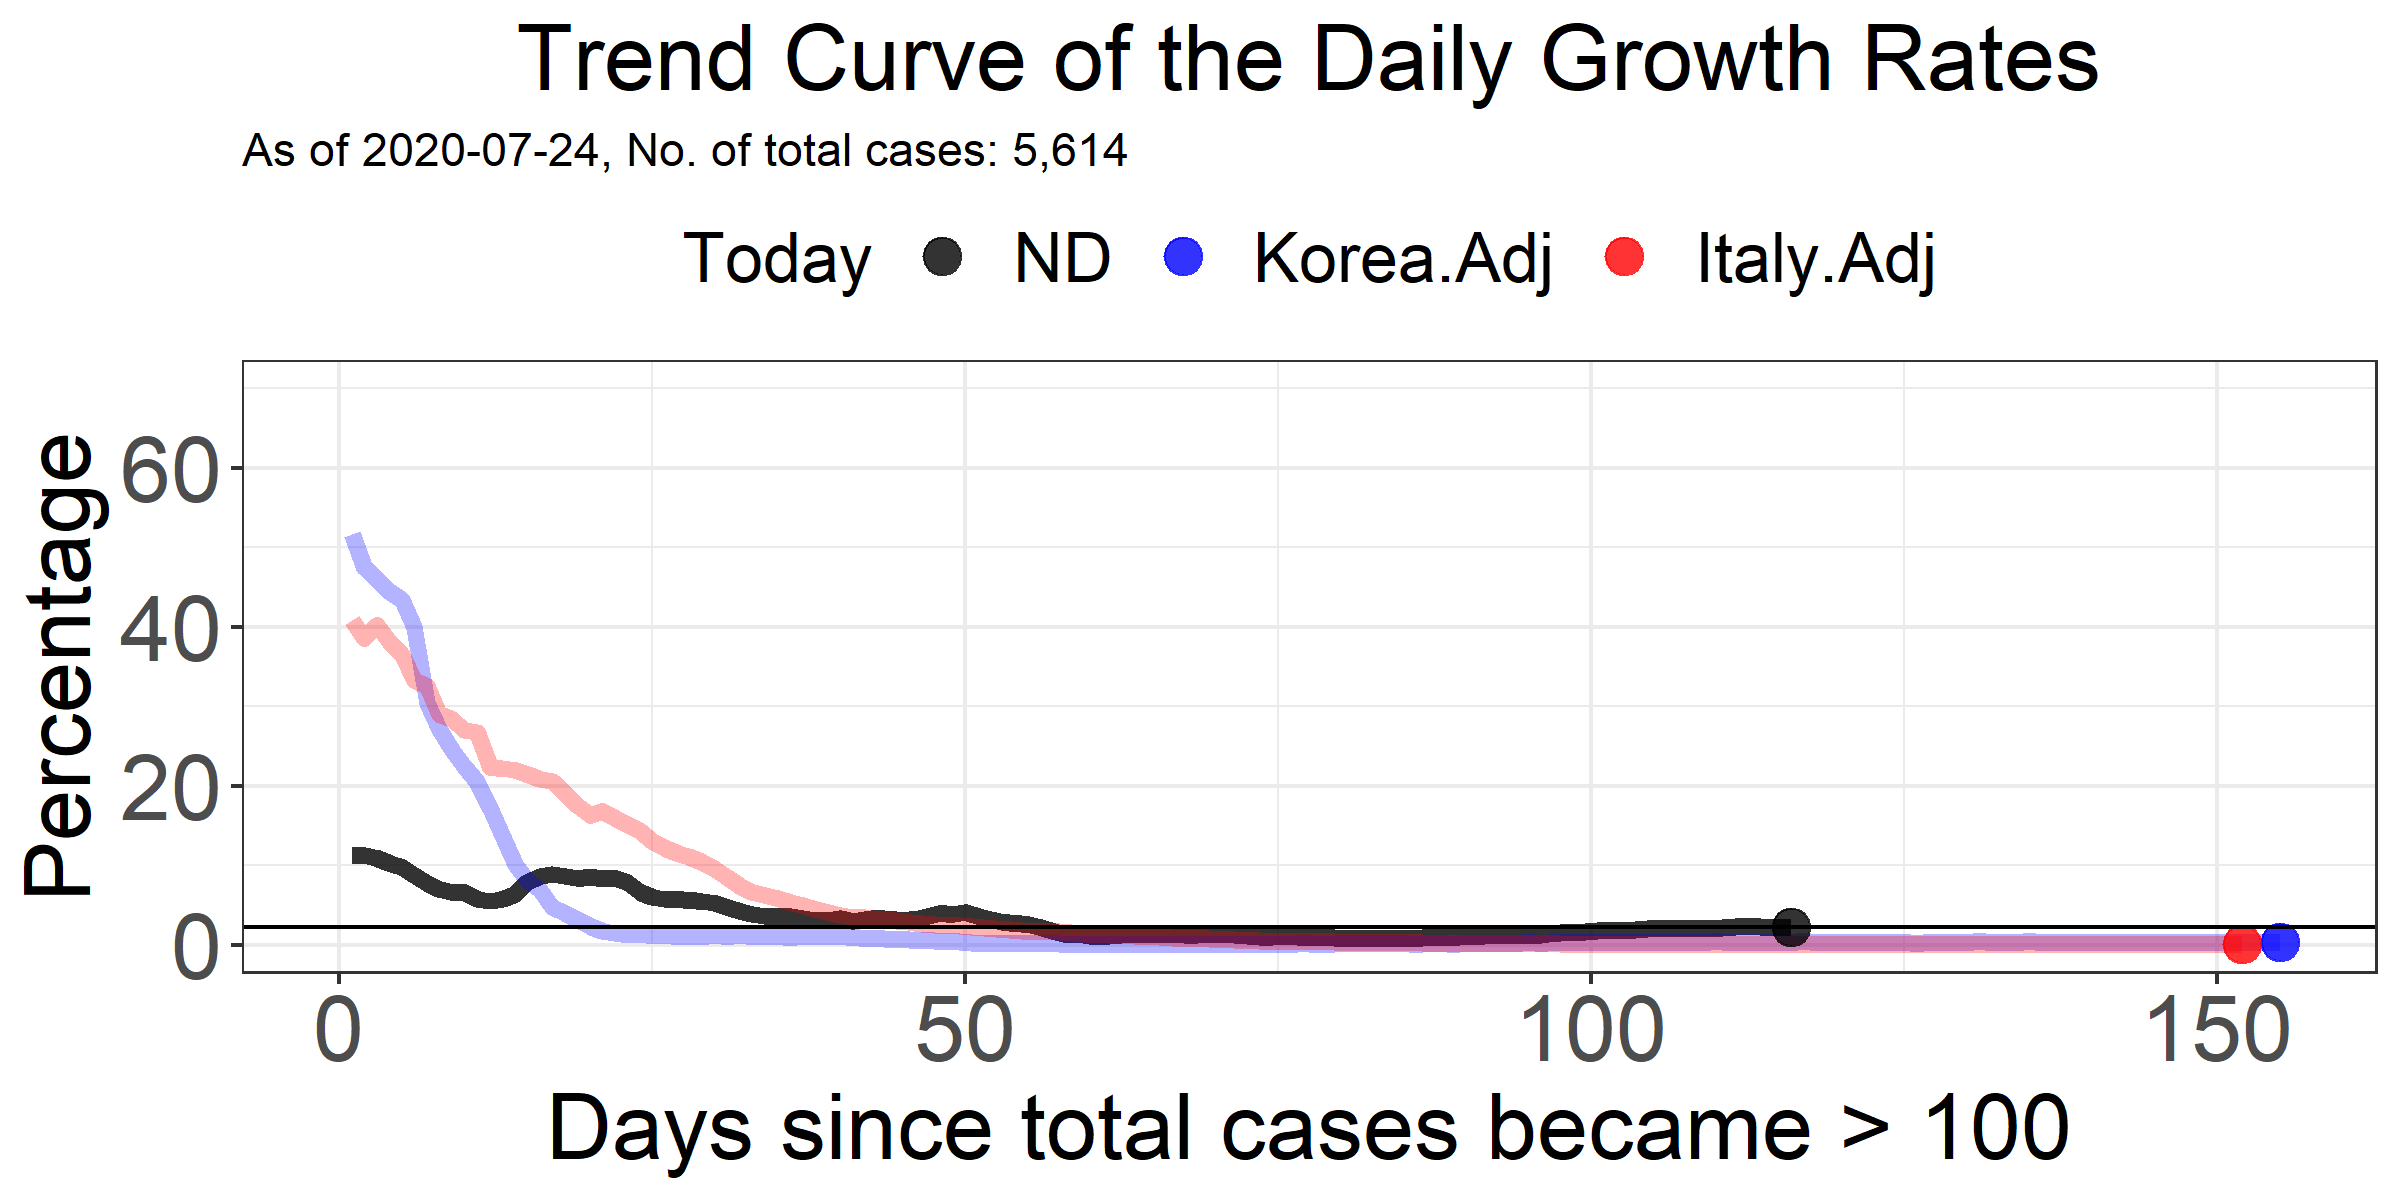 Trend Curve of the Daily Growth Rates
As of 2020-07-24, No. of total cases: 5,614
Today ND Korea.Adj Italy.Adj
Percentage
60
40
20
0
0 50 100 150
Days since total cases became > 100